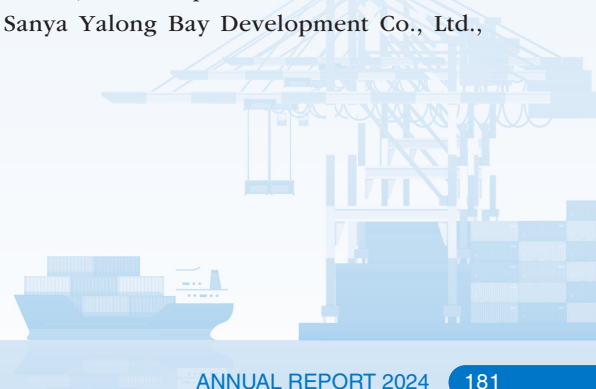 Sanya Yalong Bay Development Co., Ltd.,
ANNUAL REPORT 2024 181